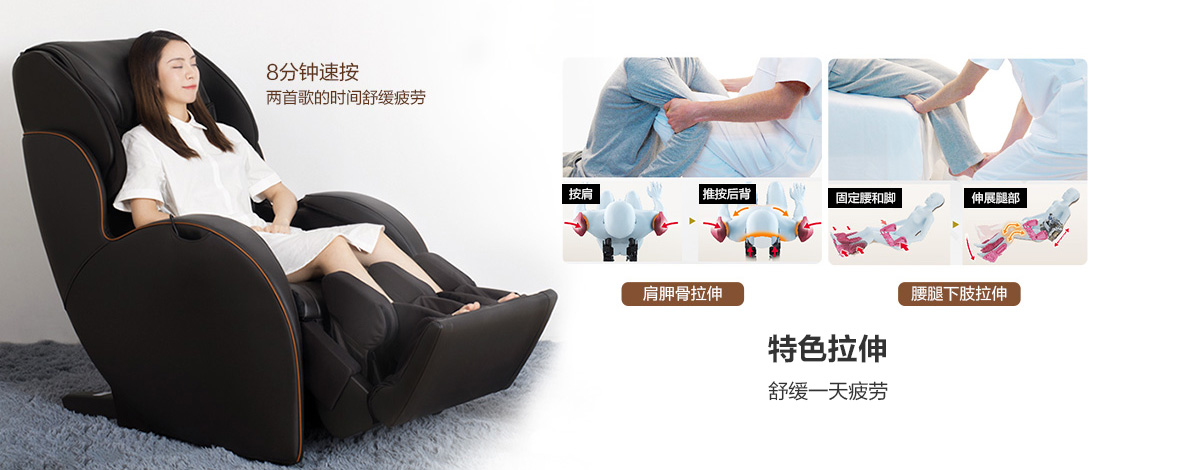 8分钟速按
两首歌的时间舒缓疲劳
按肩
推按后背
固定腰和脚
伸展腿部
肩胛骨拉伸
腰腿下肢拉伸
特色拉伸
舒缓一天疲劳